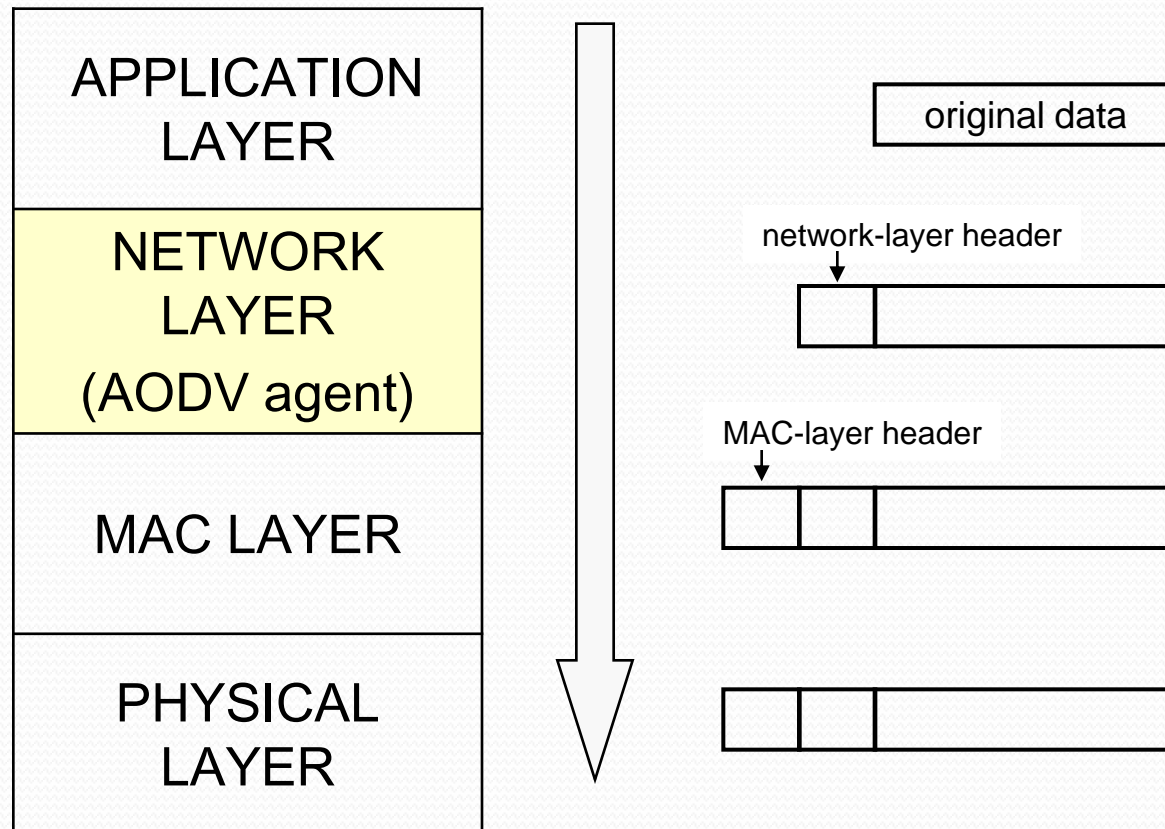 APPLICATION
LAYER
original data
NETWORK
LAYER
(AODV agent)
network-layer header
MAC LAYER
MAC-layer header
PHYSICAL
LAYER